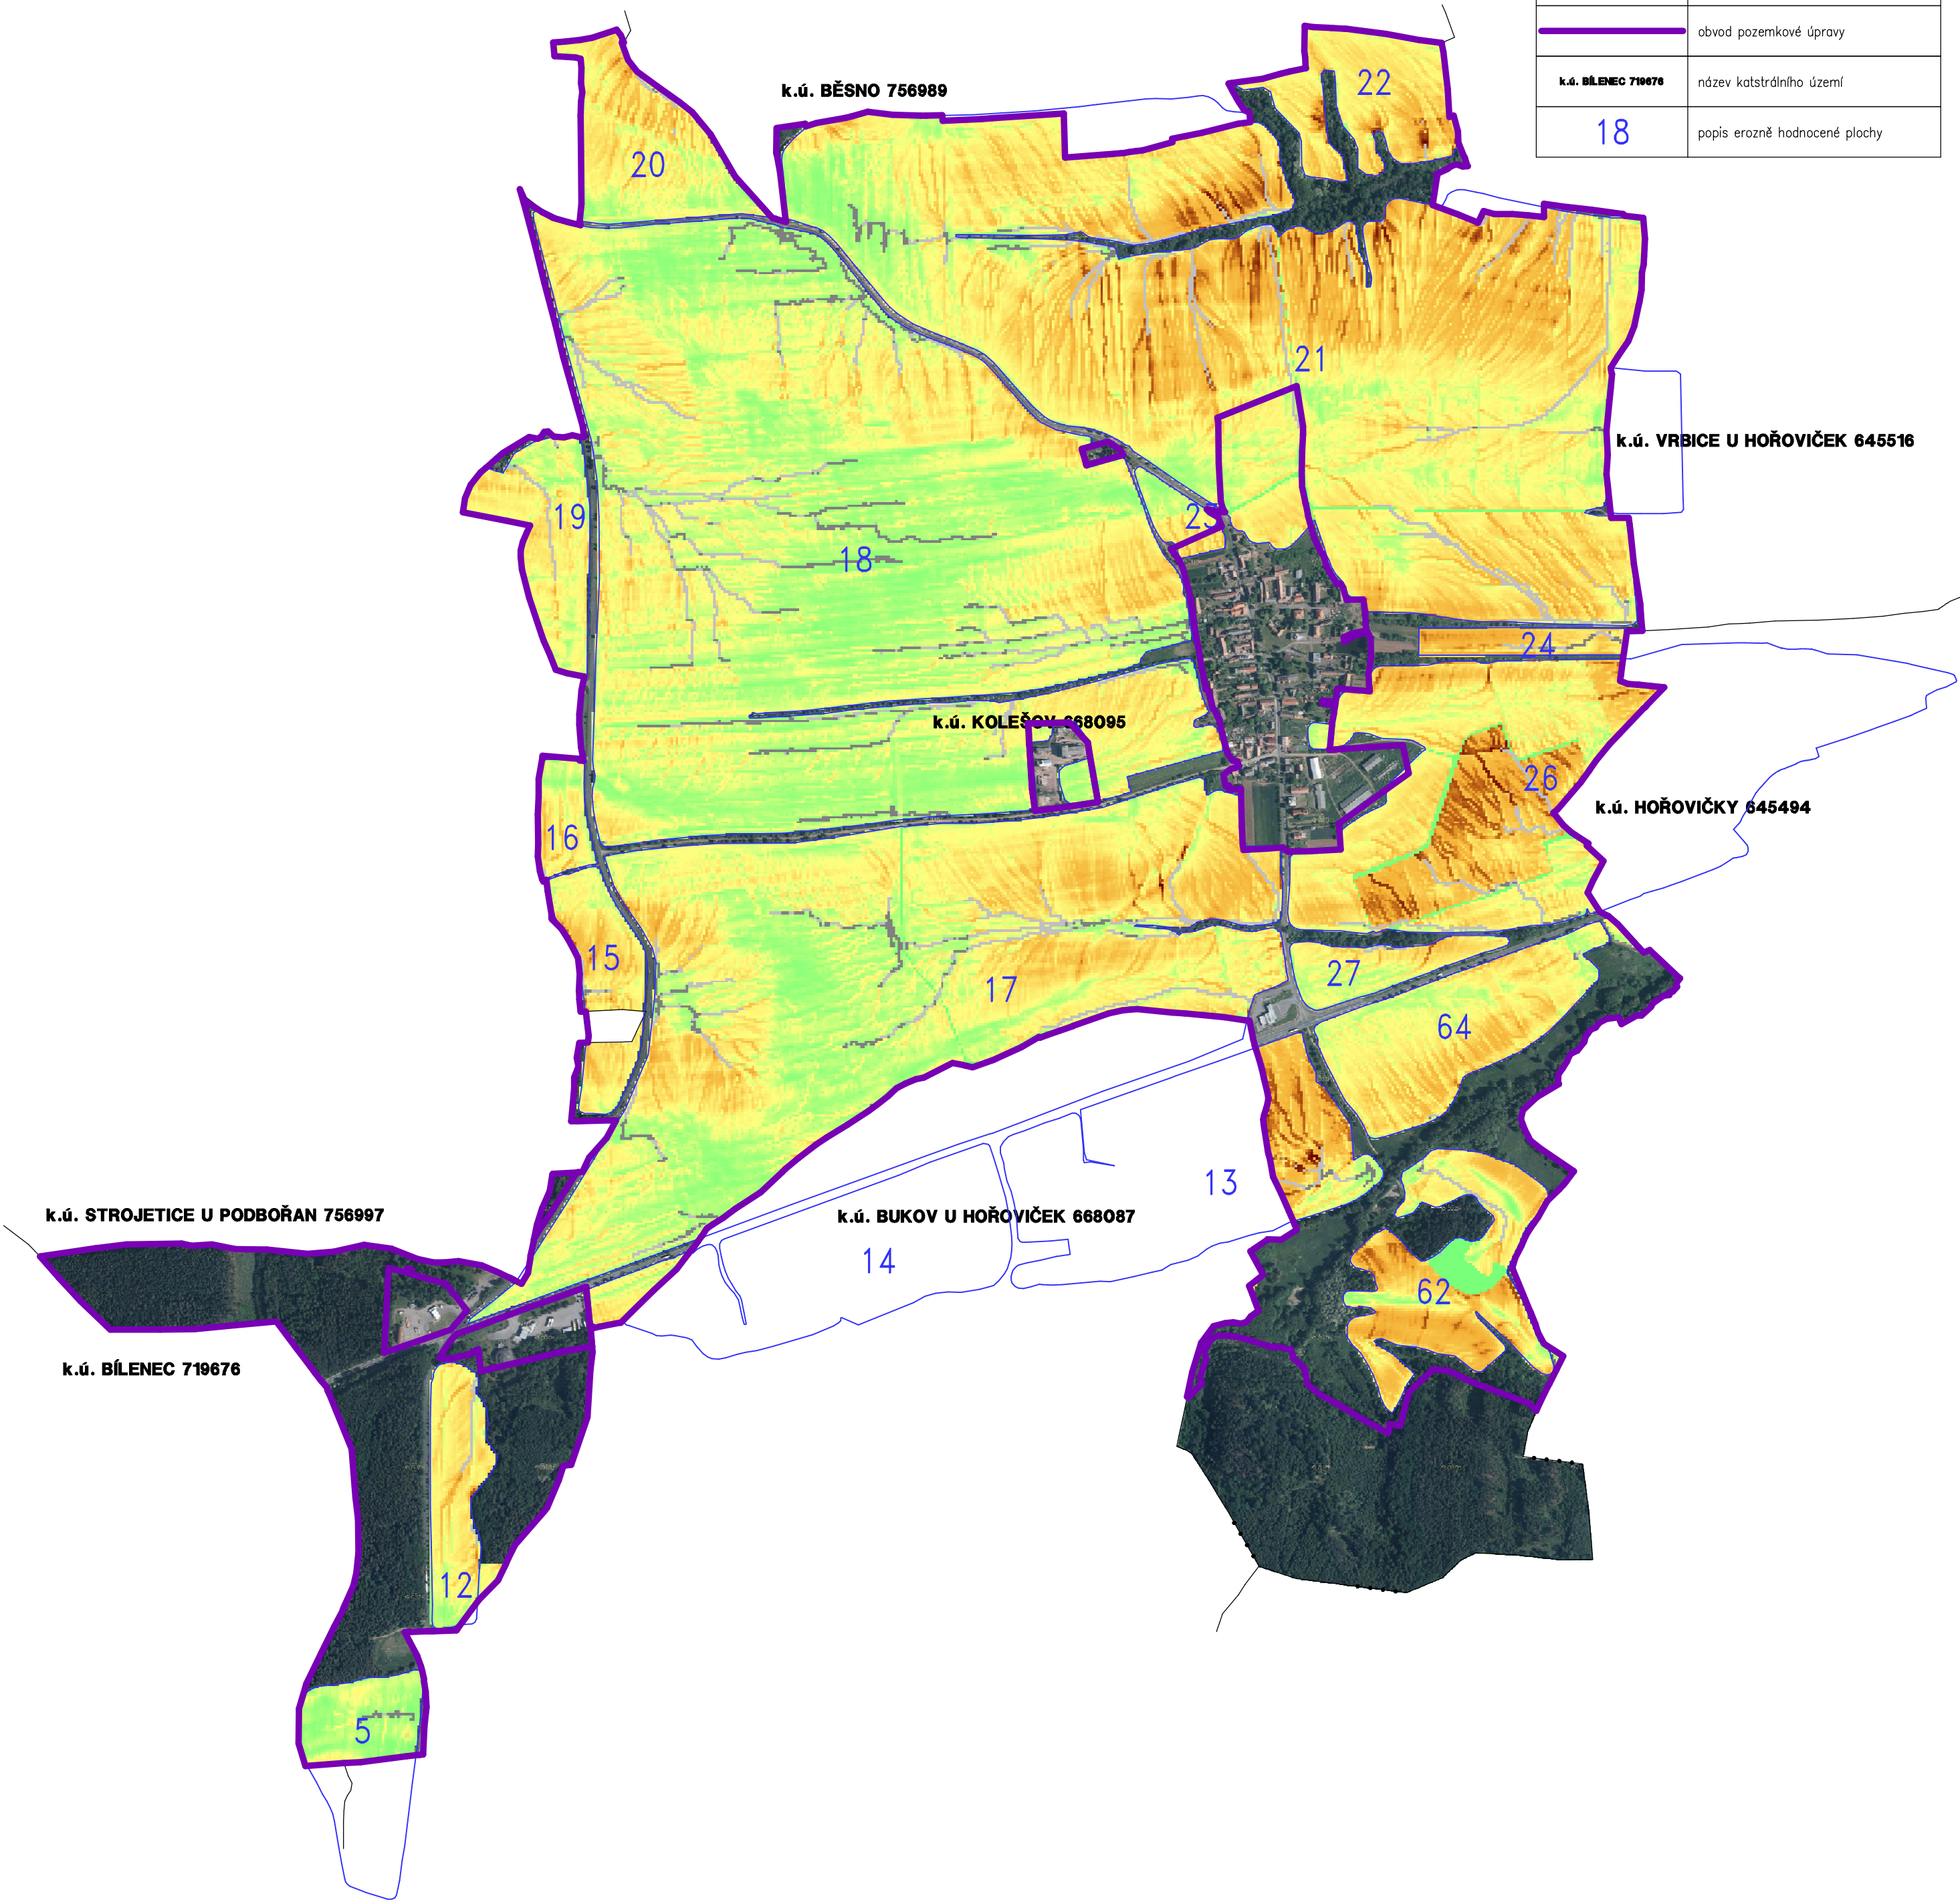 obvod pozemkové úpravy
k.ú. BÍLENEC 719676
název katstrálního území
18
popis erozně hodnocené plochy
k.ú. BĚSNO 756989
22
20
21
k.ú. VRBICE U HOŘOVIČEK 645516
19
18
24
k.ú. KOLEŠOV 668095
26
k.ú. HOŘOVIČKY 645494
16
15
27
17
64
13
k.ú. STROJETICE U PODBOŘAN 756997
k.ú. BUKOV U HOŘOVIČEK 668087
14
62
k.ú. BÍLENEC 719676
12
5